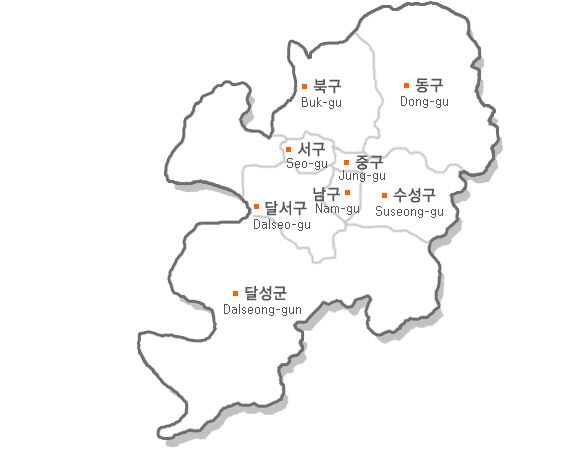 북구
Buk-gu
동구
Dong-gu
서구
Seo-gu
중구
Jung-gu
남구
Nam-gu
수성구
Suseong-gu
달서구
Dalseo-gu
달성군
Dalseong-gun